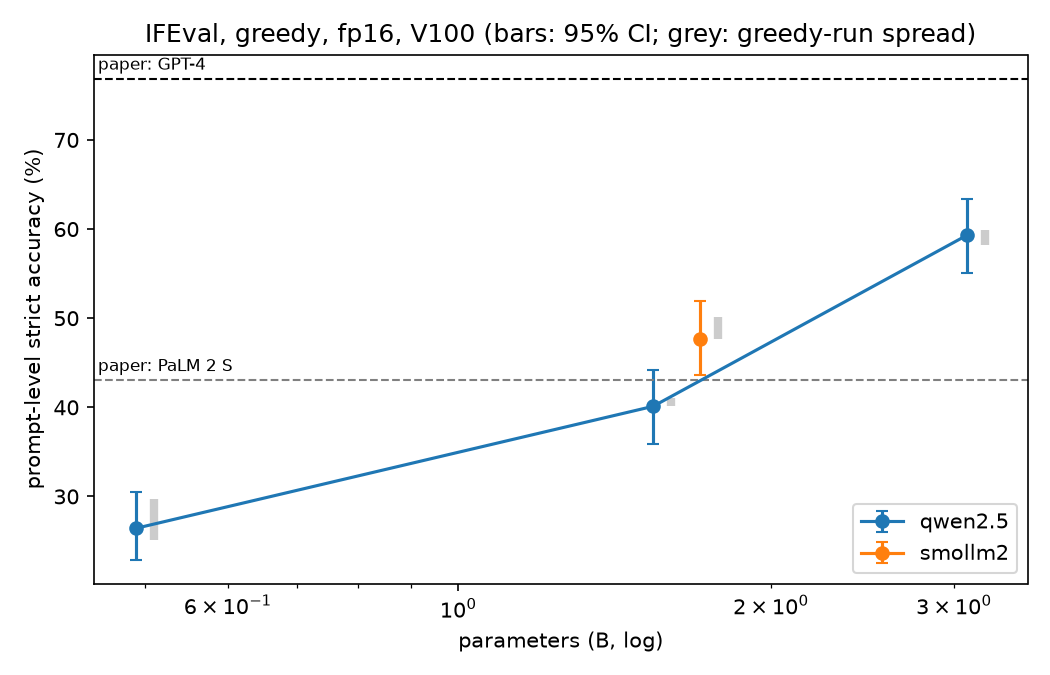 IFEval, greedy, fp16, V100 (bars: 95% CI; grey: greedy-run spread)
paper: GPT-4
70
60
50
paper: PaLM 2 S
40
30
prompt-level strict accuracy (%)
qwen2.5
smollm2
6 × 10⁻¹
10⁰
2 × 10⁰
3 × 10⁰
parameters (B, log)